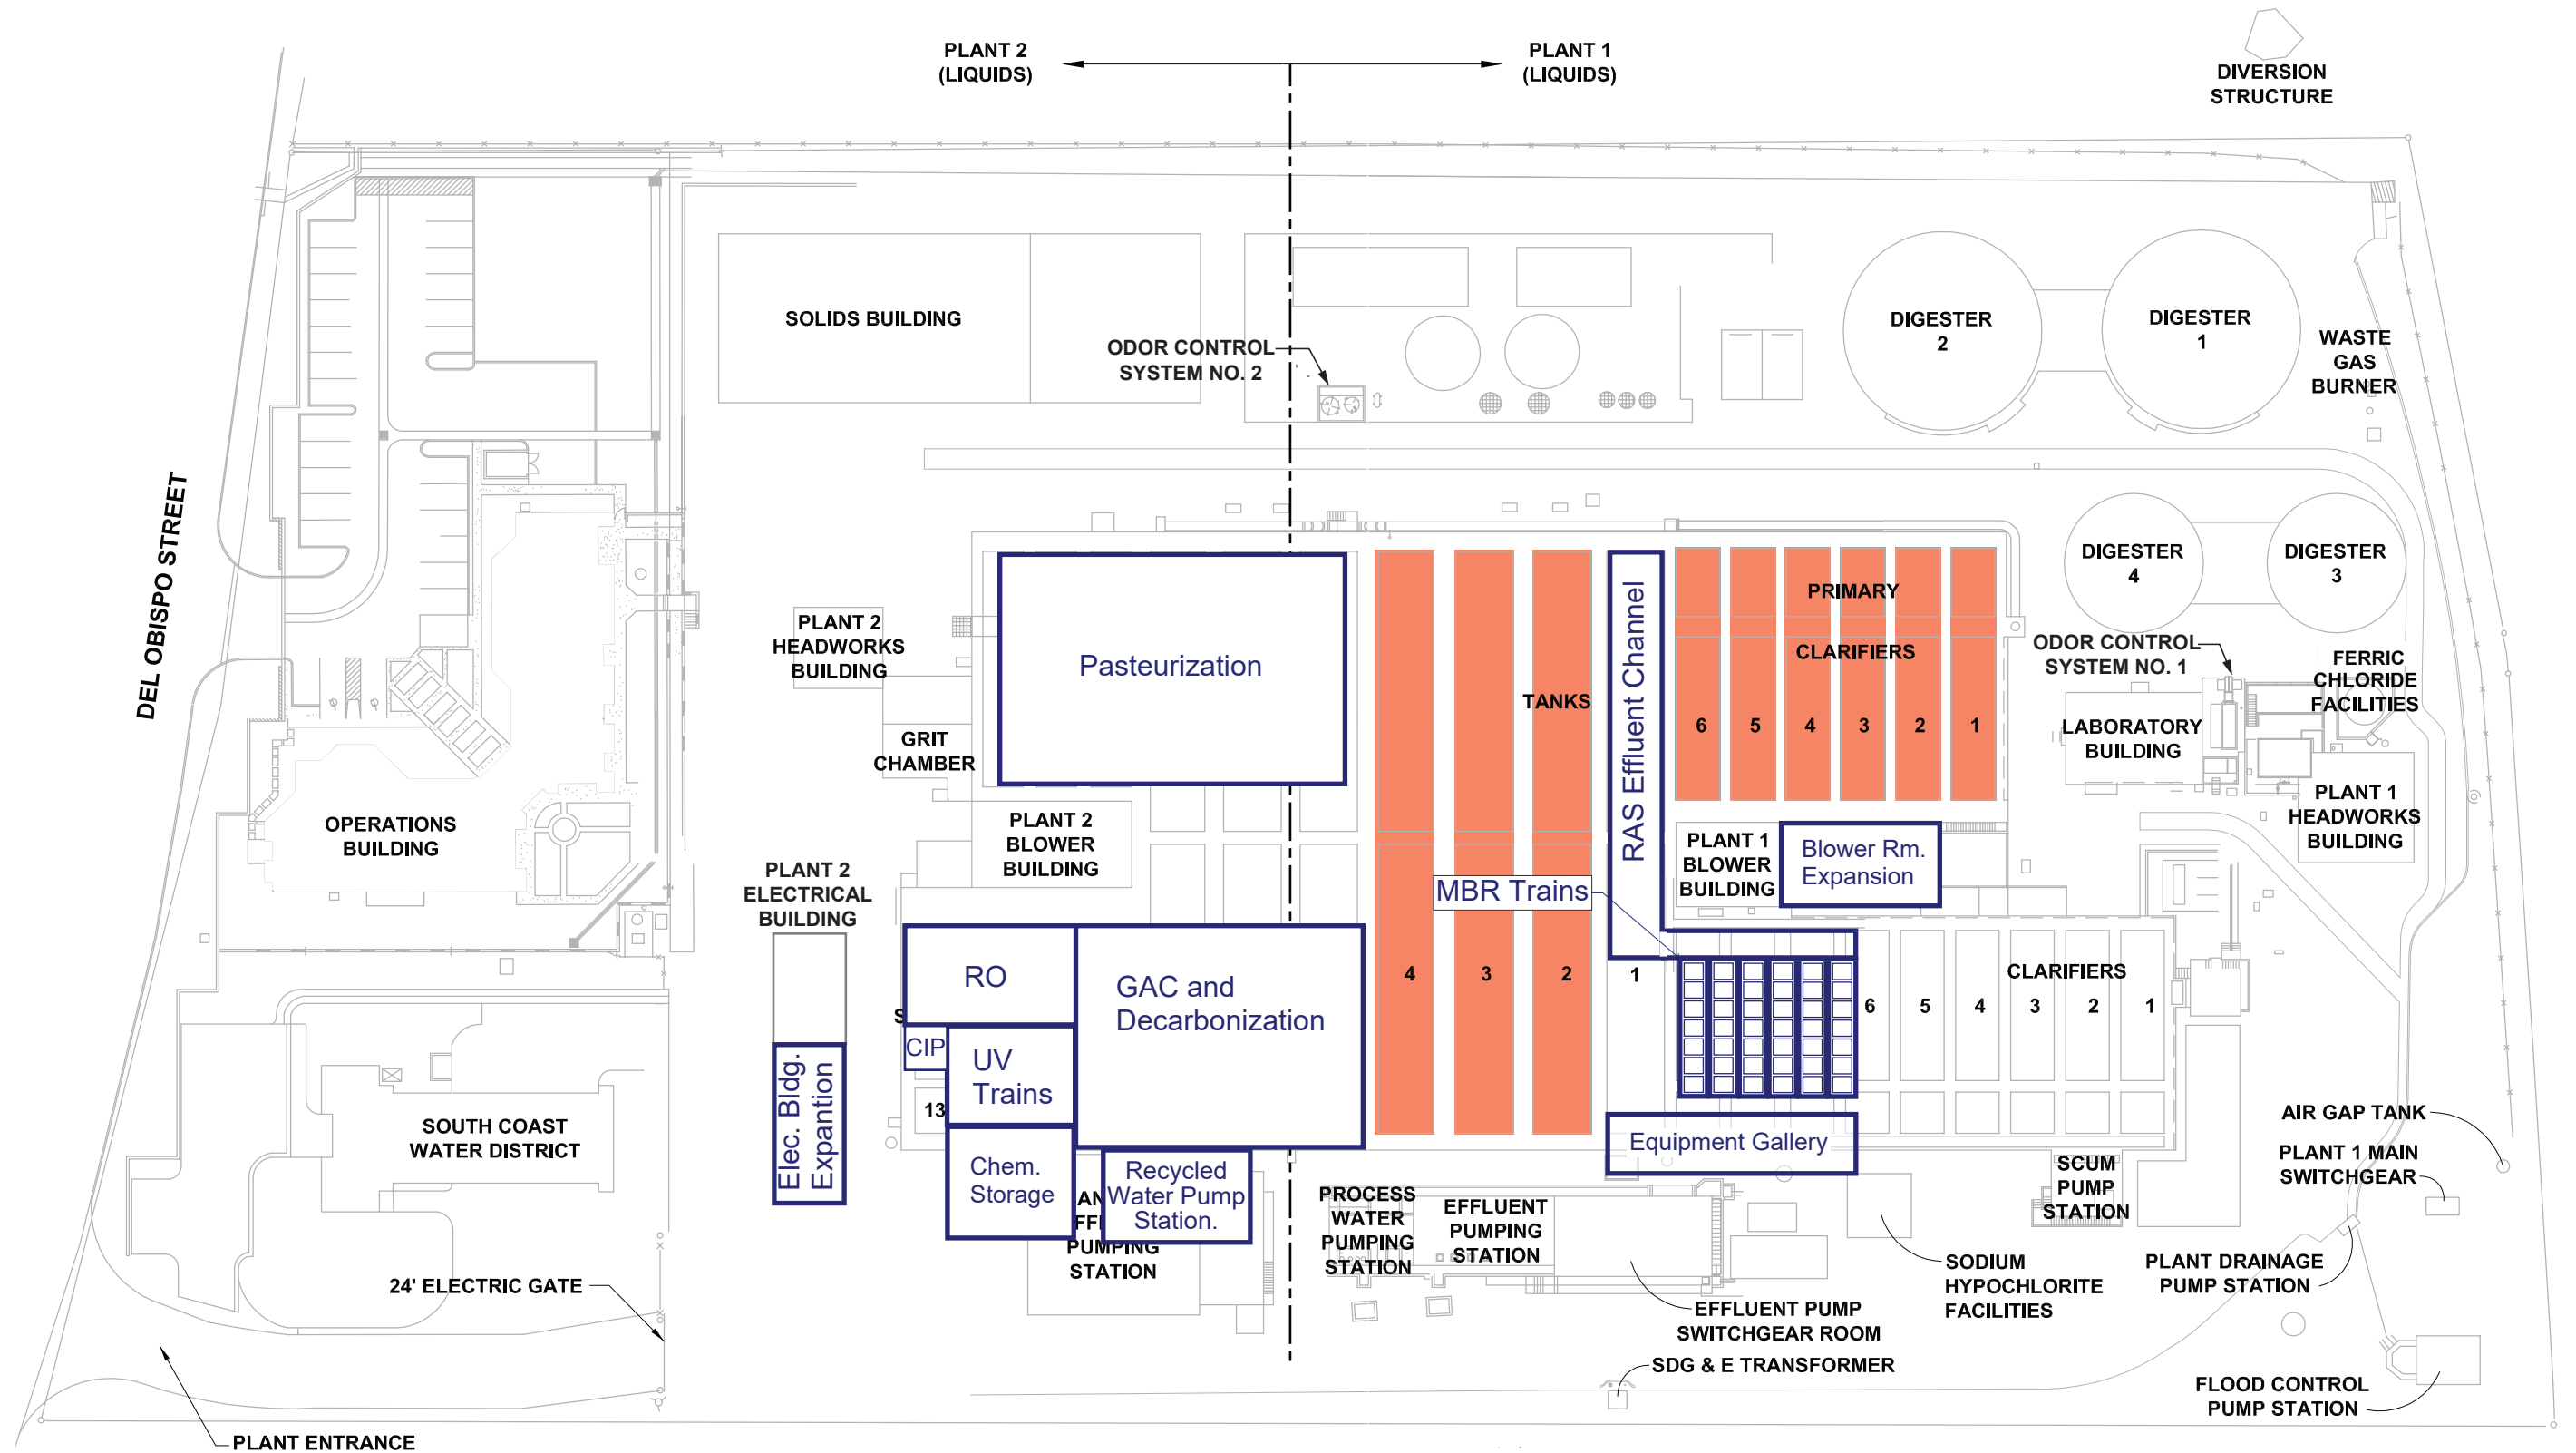 PLANT 2
(LIQUIDS)
PLANT 1
(LIQUIDS)
DIVERSION
STRUCTURE
SOLIDS BUILDING
ODOR CONTROL
SYSTEM NO. 2
DIGESTER
2
DIGESTER
1
WASTE
GAS
BURNER
DEL OBISPO STREET
PLANT 2
HEADWORKS
BUILDING
GRIT
CHAMBER
Pasteurization
TANKS
RAS Effluent Channel
PRIMARY
CLARIFIERS
6
5
4
3
2
1
DIGESTER
4
DIGESTER
3
ODOR CONTROL
SYSTEM NO. 1
FERRIC
CHLORIDE
FACILITIES
LABORATORY
BUILDING
PLANT 1
HEADWORKS
BUILDING
OPERATIONS
BUILDING
PLANT 2
BLOWER
BUILDING
PLANT 1
BLOWER
BUILDING
Blower Rm.
Expansion
MBR Trains
PLANT 2
ELECTRICAL
BUILDING
RO
GAC and
Decarbonization
4
3
2
1
CLARIFIERS
6
5
4
3
2
1
S
CIP
UV
Trains
13
Elec. Bldg.
Expantion
SOUTH COAST
WATER DISTRICT
Equipment Gallery
AIR GAP TANK
PLANT 1 MAIN
SWITCHGEAR
SCUM
PUMP
STATION
Chem.
Storage
Recycled
Water Pump
Station.
AN
FF
PUMPING
STATION
PROCESS
WATER
PUMPING
STATION
EFFLUENT
PUMPING
STATION
24' ELECTRIC GATE
SODIUM
HYPOCHLORITE
FACILITIES
PLANT DRAINAGE
PUMP STATION
EFFLUENT PUMP
SWITCHGEAR ROOM
SDG & E TRANSFORMER
FLOOD CONTROL
PUMP STATION
PLANT ENTRANCE